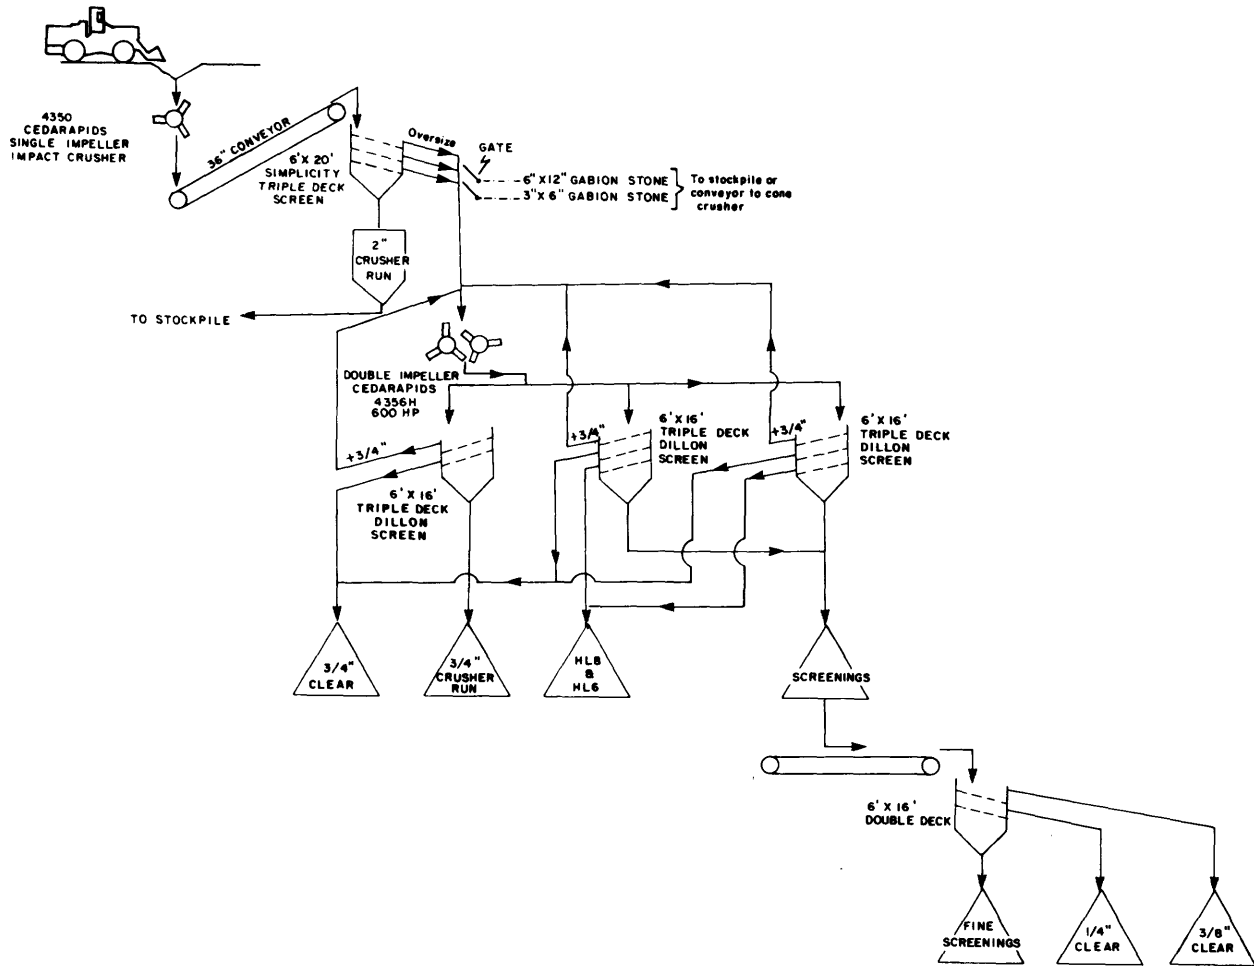 4350
CEDARAPIDS
SINGLE IMPELLER
IMPACT CRUSHER
36" CONVEYOR
6' X 20'
SIMPLICITY
TRIPLE DECK
SCREEN
Oversize
GATE
6" X12" GABION STONE
3" X 6" GABION STONE
To stockpile or
conveyor to cone
crusher
2"
CRUSHER
RUN
TO STOCKPILE
DOUBLE IMPELLER
CEDARAPIDS
4356H
600 HP
+3/4"
6' X 16'
TRIPLE DECK
DILLON
SCREEN
+3/4"
6' X 16'
TRIPLE DECK
DILLON
SCREEN
+3/4"
6' X 16'
TRIPLE DECK
DILLON
SCREEN
3/4"
CLEAR
3/4"
CRUSHER
RUN
HL8
&
HL6
SCREENINGS
6' X 16'
DOUBLE DECK
FINE
SCREENINGS
1/4"
CLEAR
3/8"
CLEAR